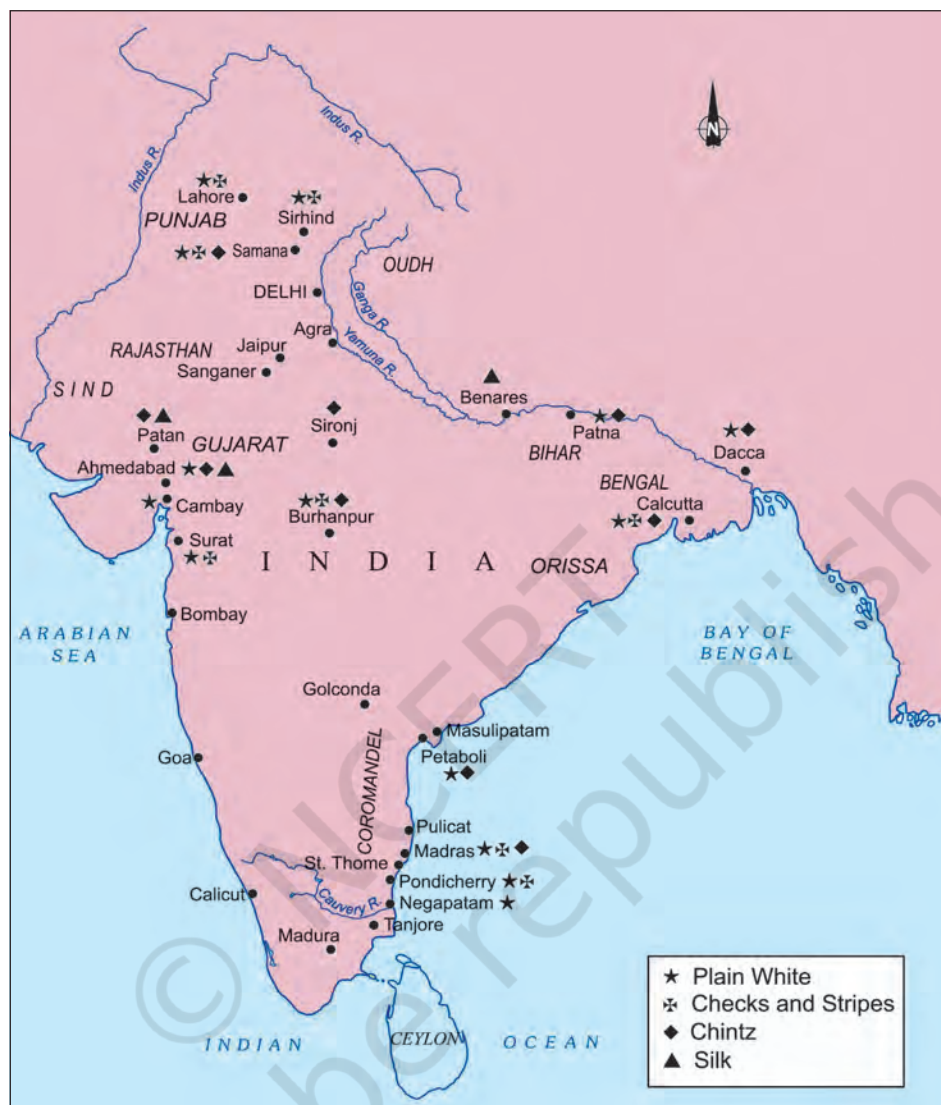 Indus R.
Indus R.
N
Lahore
PUNJAB
Sirhind
Samana
OUDH
DELHI
Ganga R.
Yamuna R.
Agra
RAJASTHAN
Jaipur
Sanganer
SIND
Benares
Patna
BIHAR
Dacca
Patan
GUJARAT
Sironj
Ahmedabad
Cambay
BENGAL
Calcutta
Burhanpur
Surat
INDIA
ORISSA
Bombay
ARABIAN
SEA
BAY OF
BENGAL
Golconda
Masulipatam
Petaboli
Goa
COROMANDEL
Pulicat
Madras
St. Thome
Pondicherry
Calicut
Cauvery R.
Negapatam
Tanjore
Madura
CEYLON
INDIAN OCEAN
Plain White
Checks and Stripes
Chintz
Silk
© NCERT
be republish